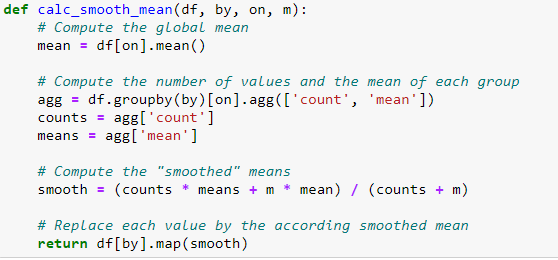 def calc_smooth_mean(df, by, on, m):
    # Compute the global mean
    mean = df[on].mean()

    # Compute the number of values and the mean of each group
    agg = df.groupby(by)[on].agg(['count', 'mean'])
    counts = agg['count']
    means = agg['mean']

    # Compute the "smoothed" means
    smooth = (counts * means + m * mean) / (counts + m)

    # Replace each value by the according smoothed mean
    return df[by].map(smooth)